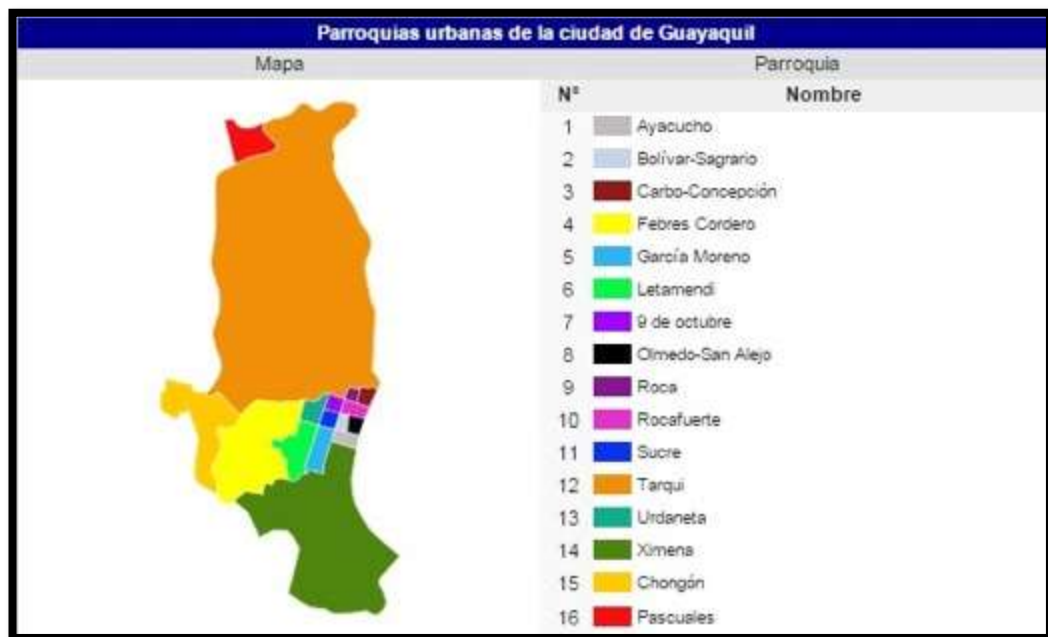 Parroquias urbanas de la ciudad de Guayaquil
Mapa Parroquia
N° Nombre
1 Ayacucho
2 Bolívar-Sagrario
3 Carbo-Concepción
4 Febres Cordero
5 García Moreno
6 Letamendi
7 9 de octubre
8 Olmedo-San Alejo
9 Roca
10 Rocafuerte
11 Sucre
12 Tarqui
13 Urdaneta
14 Ximena
15 Chongón
16 Pascuales